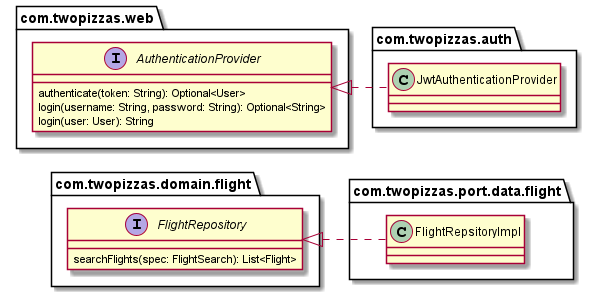 com.twopizzas.web
I AuthenticationProvider
authenticate(token: String): Optional<User>
login(username: String, password: String): Optional<String>
login(user: User): String
com.twopizzas.auth
C JwtAuthenticationProvider
com.twopizzas.domain.flight
I FlightRepository
searchFlights(spec: FlightSearch): List<Flight>
com.twopizzas.port.data.flight
C FlightRepsitoryImpl